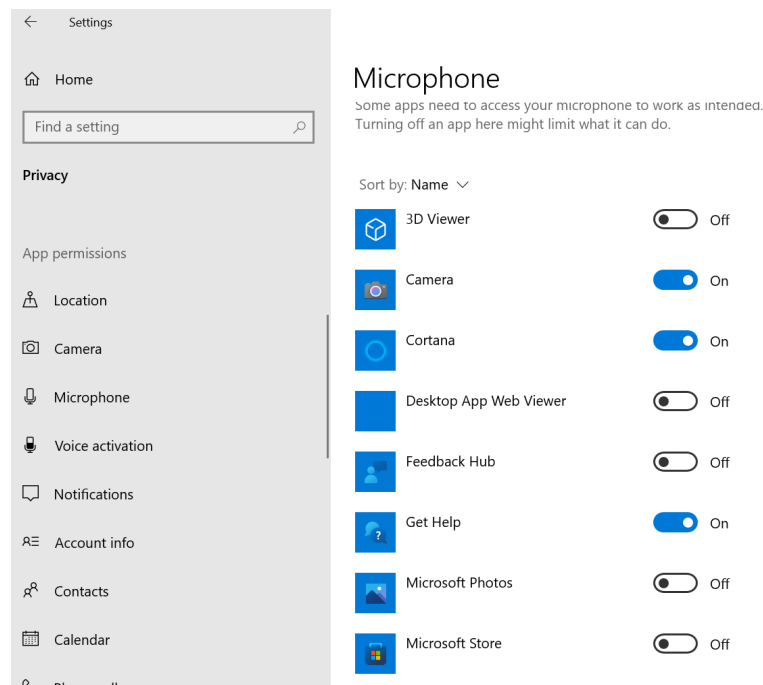 Settings
Home
Find a setting
Privacy
App permissions
Location
Camera
Microphone
Voice activation
Notifications
Account info
Contacts
Calendar
Microphone
Some apps need to access your microphone to work as intended.
Turning off an app here might limit what it can do.
Sort by: Name
3D Viewer Off
Camera On
Cortana On
Desktop App Web Viewer Off
Feedback Hub Off
Get Help On
Microsoft Photos Off
Microsoft Store Off